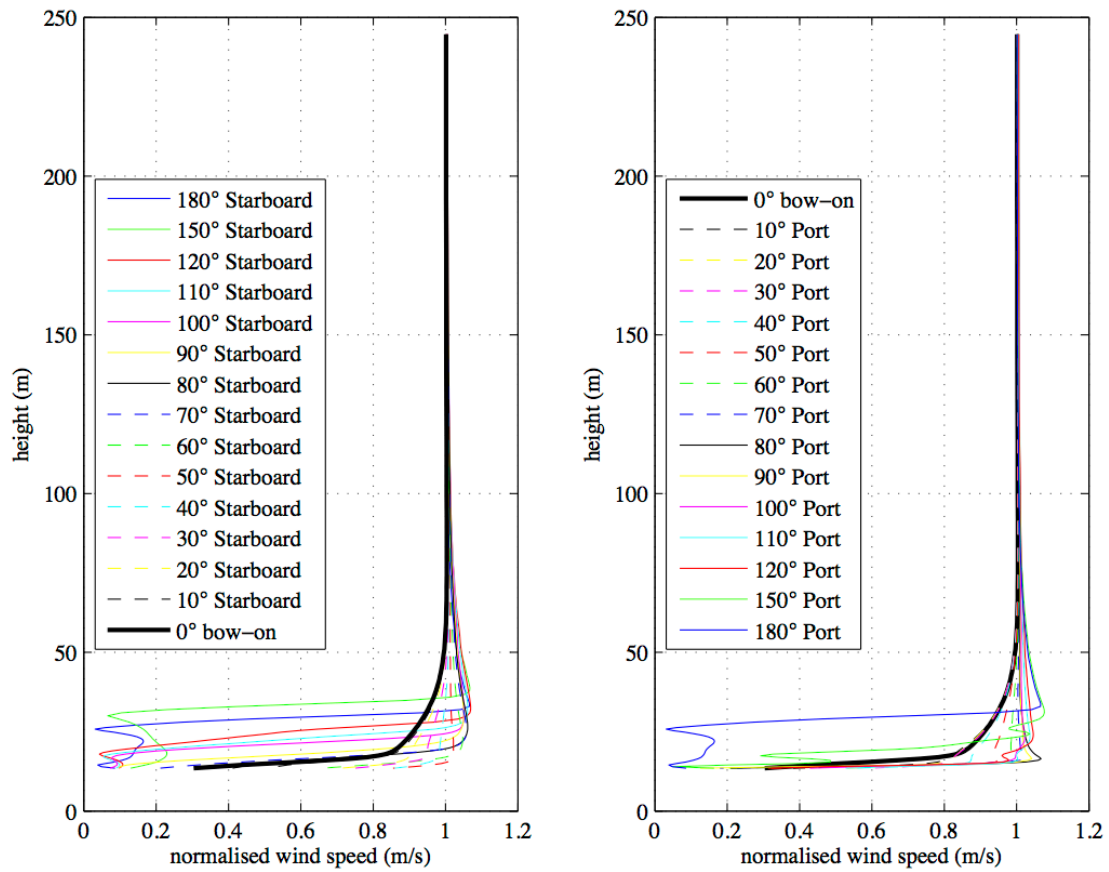 250
200
150
100
50
0
height (m)
180° Starboard
150° Starboard
120° Starboard
110° Starboard
100° Starboard
90° Starboard
80° Starboard
70° Starboard
60° Starboard
50° Starboard
40° Starboard
30° Starboard
20° Starboard
10° Starboard
0° bow−on
0 0.2 0.4 0.6 0.8 1 1.2
normalised wind speed (m/s)
250
200
150
100
50
0
height (m)
0° bow−on
10° Port
20° Port
30° Port
40° Port
50° Port
60° Port
70° Port
80° Port
90° Port
100° Port
110° Port
120° Port
150° Port
180° Port
0 0.2 0.4 0.6 0.8 1 1.2
normalised wind speed (m/s)